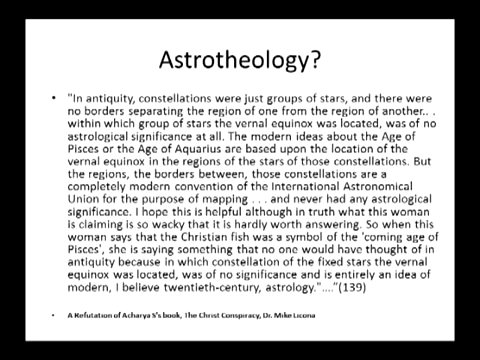 Astrotheology?
• "In antiquity, constellations were just groups of stars, and there were
no borders separating the region of one from the region of another.. .
within which group of stars the vernal equinox was located, was of no
astrological significance at all. The modern ideas about the Age of
Pisces or the Age of Aquarius are based upon the location of the
vernal equinox in the regions of the stars of those constellations. But
the regions, the borders between, those constellations are a
completely modern convention of the International Astronomical
Union for the purpose of mapping . . . and never had any astrological
significance. I hope this is helpful although in truth what this woman
is claiming is so wacky that it is hardly worth answering. So when this
woman says that the Christian fish was a symbol of the 'coming age of
Pisces', she is saying something that no one would have thought of in
antiquity because in which constellation of the fixed stars the vernal
equinox was located, was of no significance and is entirely an idea of
modern, I believe twentieth-century, astrology."...."(139)
• A Refutation of Acharya S's book, The Christ Conspiracy, Dr. Mike Licona